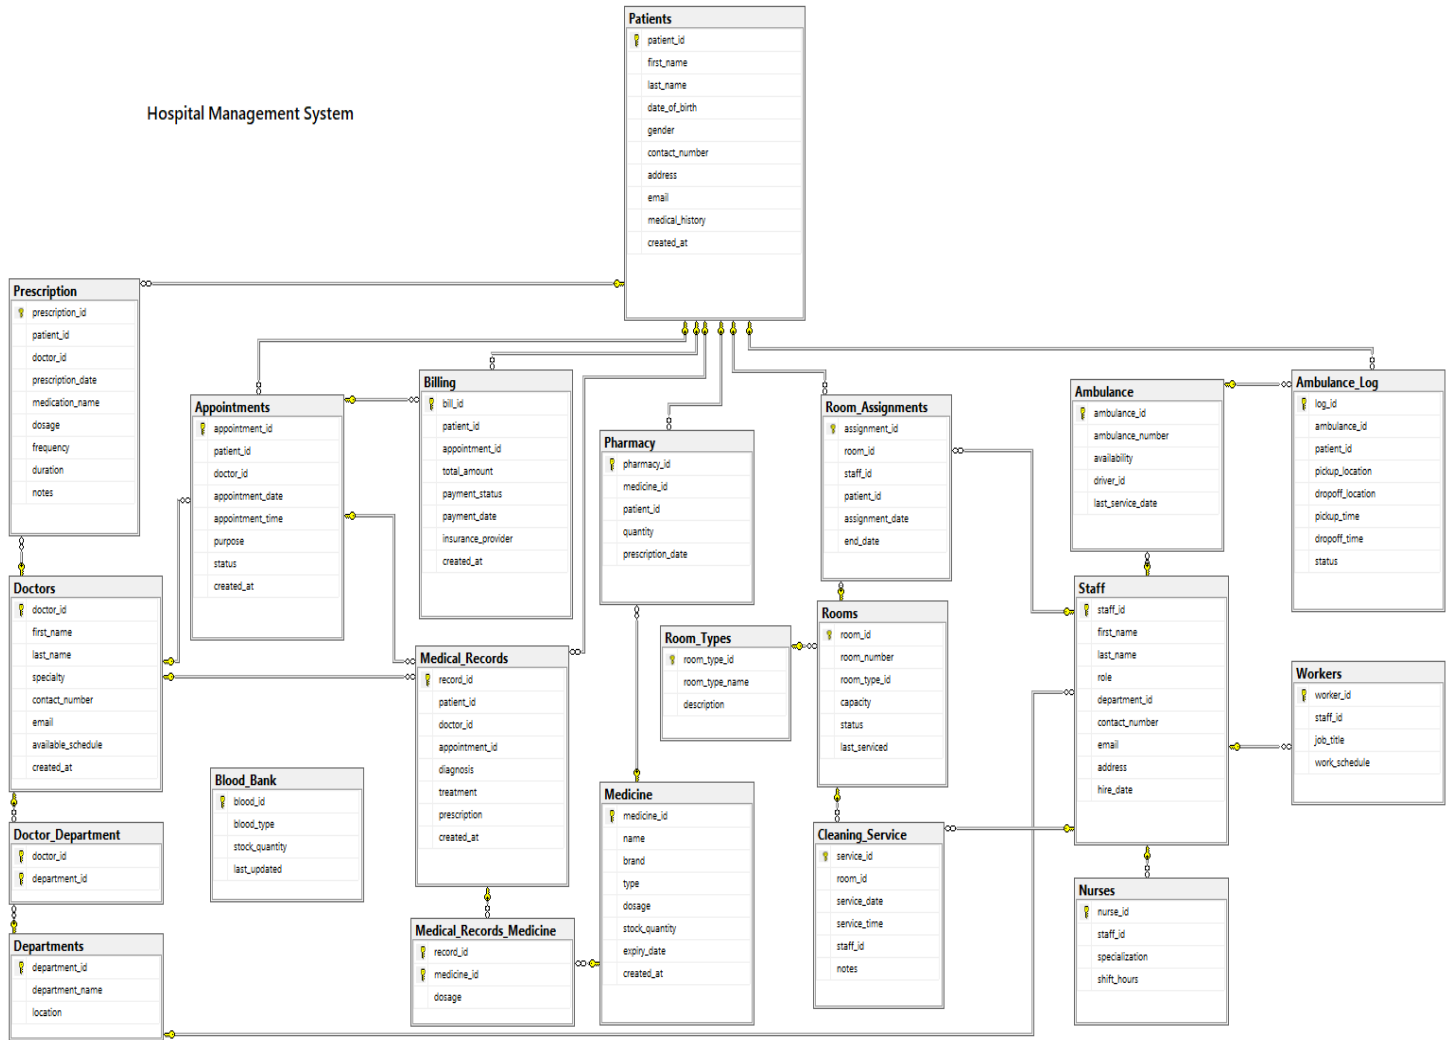 Hospital Management System
Patients
patient_id
first_name
last_name
date_of_birth
gender
contact_number
address
email
medical_history
created_at
Prescription
prescription_id
patient_id
doctor_id
prescription_date
medication_name
dosage
frequency
duration
notes
Appointments
appointment_id
patient_id
doctor_id
appointment_date
appointment_time
purpose
status
created_at
Billing
bill_id
patient_id
appointment_id
total_amount
payment_status
payment_date
insurance_provider
created_at
Pharmacy
pharmacy_id
medicine_id
patient_id
quantity
prescription_date
Room_Assignments
assignment_id
room_id
staff_id
patient_id
assignment_date
end_date
Ambulance
ambulance_id
ambulance_number
availability
driver_id
last_service_date
Ambulance_Log
log_id
ambulance_id
patient_id
pickup_location
dropoff_location
pickup_time
dropoff_time
status
Doctors
doctor_id
first_name
last_name
specialty
contact_number
email
available_schedule
created_at
Medical_Records
record_id
patient_id
doctor_id
appointment_id
diagnosis
treatment
prescription
created_at
Room_Types
room_type_id
room_type_name
description
Rooms
room_id
room_number
room_type_id
capacity
status
last_serviced
Staff
staff_id
first_name
last_name
role
department_id
contact_number
email
address
hire_date
Workers
worker_id
staff_id
job_title
work_schedule
Blood_Bank
blood_id
blood_type
stock_quantity
last_updated
Doctor_Department
doctor_id
department_id
Medicine
medicine_id
name
brand
type
dosage
stock_quantity
expiry_date
created_at
Cleaning_Service
service_id
room_id
service_date
service_time
staff_id
notes
Nurses
nurse_id
staff_id
specialization
shift_hours
Departments
department_id
department_name
location
Medical_Records_Medicine
record_id
medicine_id
dosage